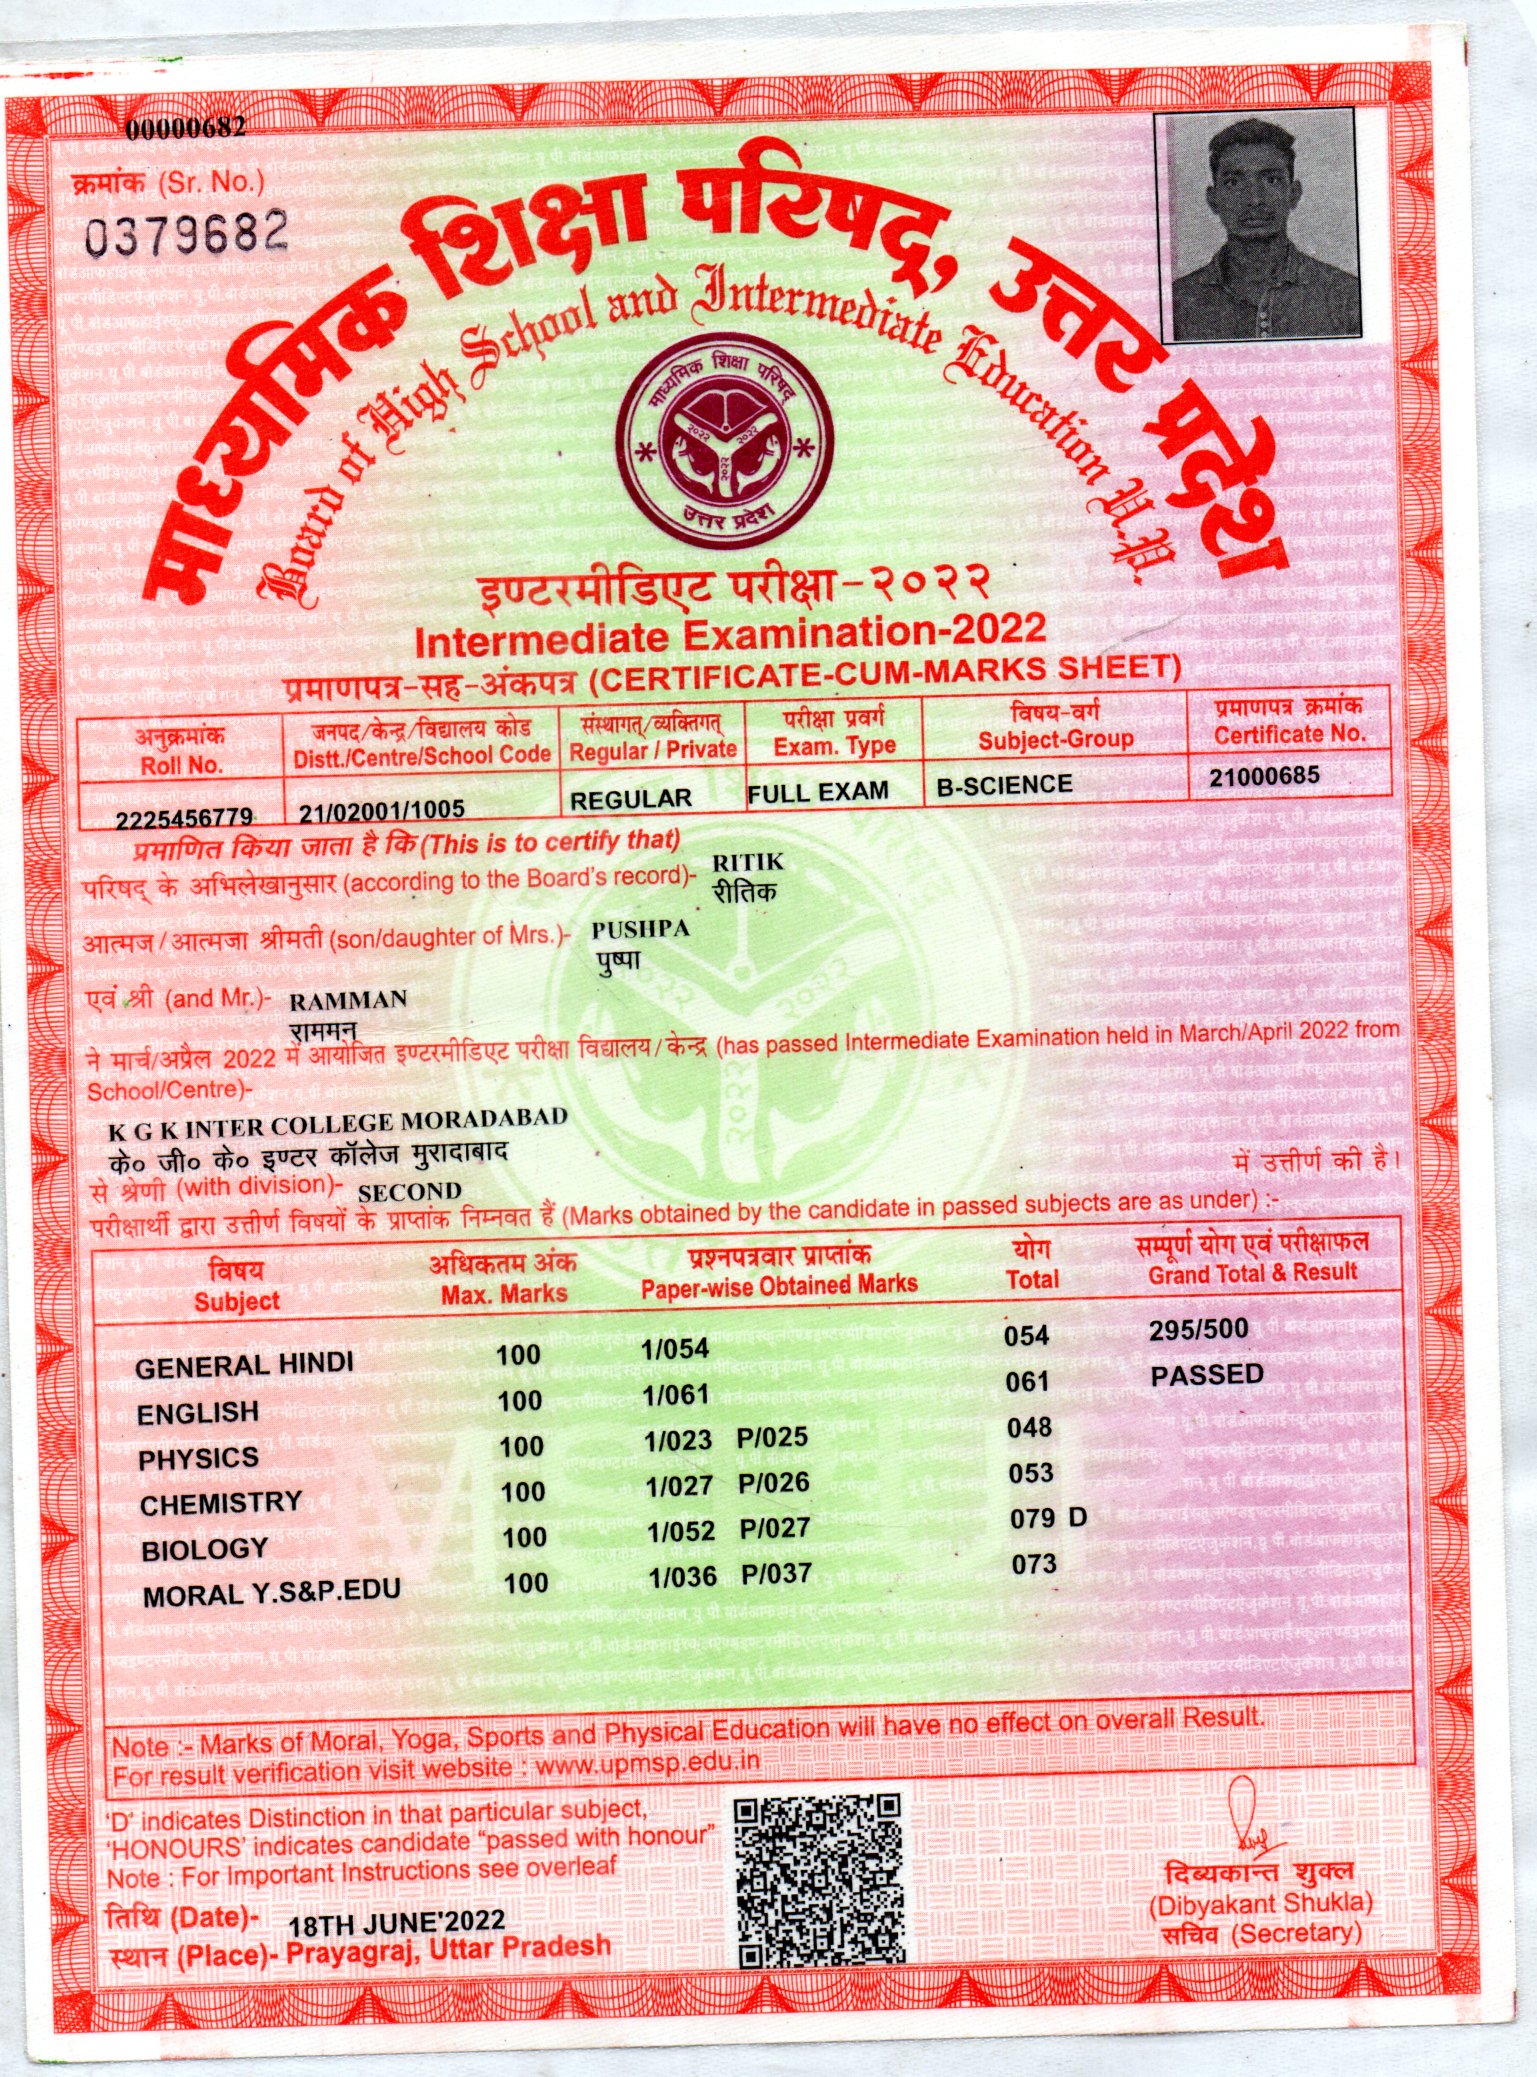 00000682
क्रमांक (Sr. No.)
0379682
माध्यमिक शिक्षा परिषद्, उत्तर प्रदेश
Board of High School and Intermediate Education U.P.
माध्यमिक शिक्षा परिषद्
२०२२ २०२२
२०२२
उत्तर प्रदेश
इण्टरमीडिएट परीक्षा-२०२२
Intermediate Examination-2022
प्रमाणपत्र-सह-अंकपत्र (CERTIFICATE-CUM-MARKS SHEET)
अनुक्रमांक जनपद/केन्द्र/विद्यालय कोड संस्थागत्/व्यक्तिगत् परीक्षा प्रवर्ग विषय-वर्ग प्रमाणपत्र क्रमांक
Roll No. Distt./Centre/School Code Regular / Private Exam. Type Subject-Group Certificate No.
2225456779 21/02001/1005 REGULAR FULL EXAM B-SCIENCE 21000685
प्रमाणित किया जाता है कि (This is to certify that)
परिषद् के अभिलेखानुसार (according to the Board's record)- RITIK
रीतिक
आत्मज/आत्मजा श्रीमती (son/daughter of Mrs.)- PUSHPA
पुष्पा
एवं श्री (and Mr.)- RAMMAN
राममन
ने मार्च/अप्रैल 2022 में आयोजित इण्टरमीडिएट परीक्षा विद्यालय/केन्द्र (has passed Intermediate Examination held in March/April 2022 from
School/Centre)-
K G K INTER COLLEGE MORADABAD
के० जी० के० इण्टर कॉलेज मुरादाबाद
में उत्तीर्ण की है।
से श्रेणी (with division)- SECOND
परीक्षार्थी द्वारा उत्तीर्ण विषयों के प्राप्तांक निम्नवत हैं (Marks obtained by the candidate in passed subjects are as under) :-
विषय अधिकतम अंक प्रश्नपत्रवार प्राप्तांक योग सम्पूर्ण योग एवं परीक्षाफल
Subject Max. Marks Paper-wise Obtained Marks Total Grand Total & Result
GENERAL HINDI 100 1/054 054 295/500
ENGLISH 100 1/061 061 PASSED
PHYSICS 100 1/023 P/025 048
CHEMISTRY 100 1/027 P/026 053
BIOLOGY 100 1/052 P/027 079 D
MORAL Y.S&P.EDU 100 1/036 P/037 073
Note :- Marks of Moral, Yoga, Sports and Physical Education will have no effect on overall Result.
For result verification visit website : www.upmsp.edu.in
'D' indicates Distinction in that particular subject,
'HONOURS' indicates candidate "passed with honour"
Note : For Important Instructions see overleaf
तिथि (Date)- 18TH JUNE'2022
स्थान (Place)- Prayagraj, Uttar Pradesh
दिब्यकान्त शुक्ल
(Dibyakant Shukla)
सचिव (Secretary)